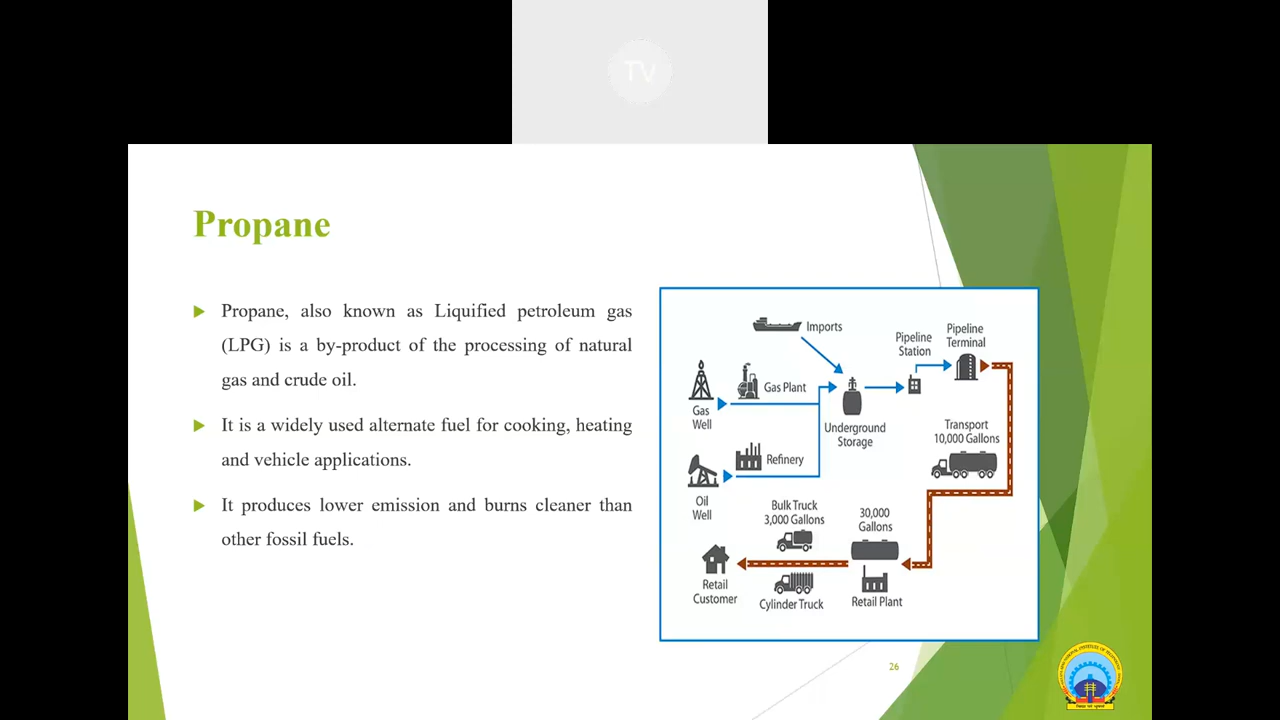 TV
Propane
Propane, also known as Liquified petroleum gas
(LPG) is a by-product of the processing of natural
gas and crude oil.
It is a widely used alternate fuel for cooking, heating
and vehicle applications.
It produces lower emission and burns cleaner than
other fossil fuels.
Imports
Pipeline
Station
Pipeline
Terminal
Gas Plant
Gas
Well
Underground
Storage
Transport
10,000 Gallons
Refinery
Oil
Well
Bulk Truck
3,000 Gallons
30,000
Gallons
Retail
Customer
Cylinder Truck
Retail Plant
26